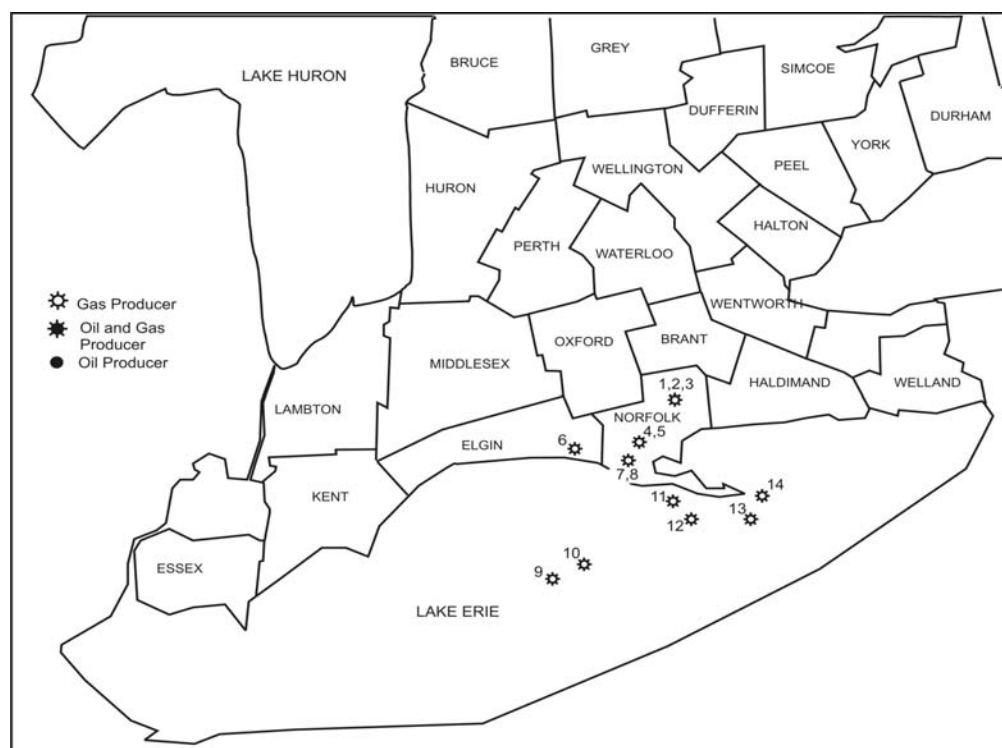 LAKE HURON
BRUCE
GREY
SIMCOE
DUFFERIN
DURHAM
YORK
PEEL
WELLINGTON
HURON
HALTON
PERTH
WATERLOO
Gas Producer
Oil and Gas
Producer
Oil Producer
WENTWORTH
OXFORD
BRANT
MIDDLESEX
HALDIMAND
WELLAND
LAMBTON
1,2,3
NORFOLK
4,5
6
ELGIN
7,8
KENT
11
14
12
13
10
9
ESSEX
LAKE ERIE